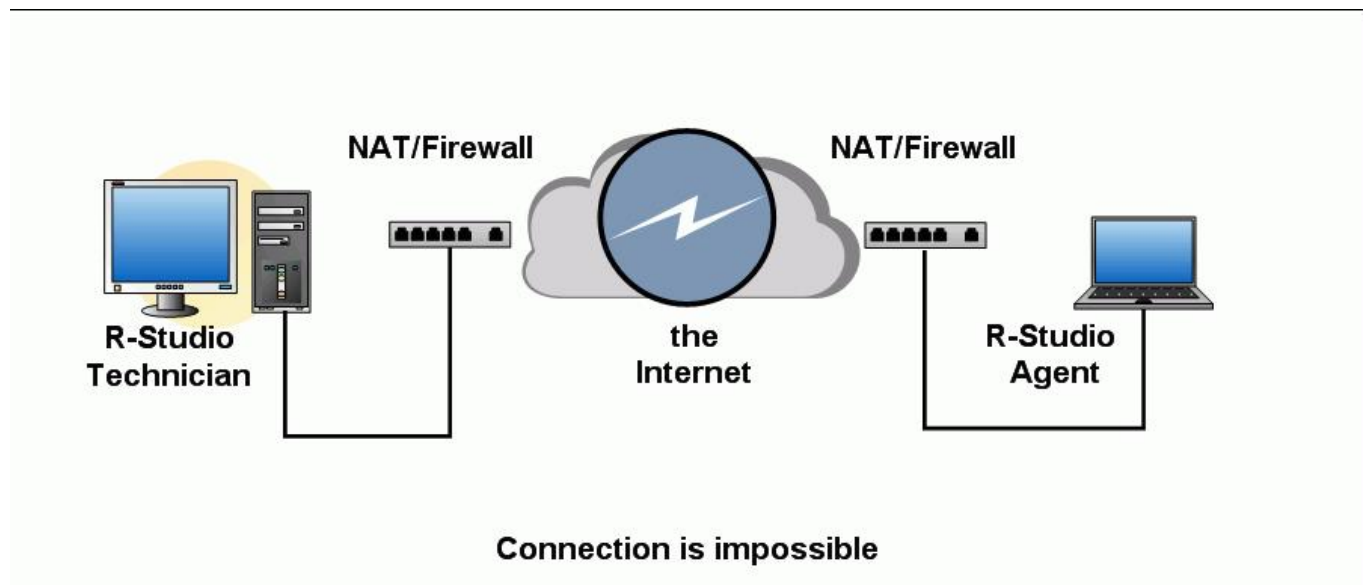 NAT/Firewall
NAT/Firewall
R-Studio
Technician
the
Internet
R-Studio
Agent
Connection is impossible